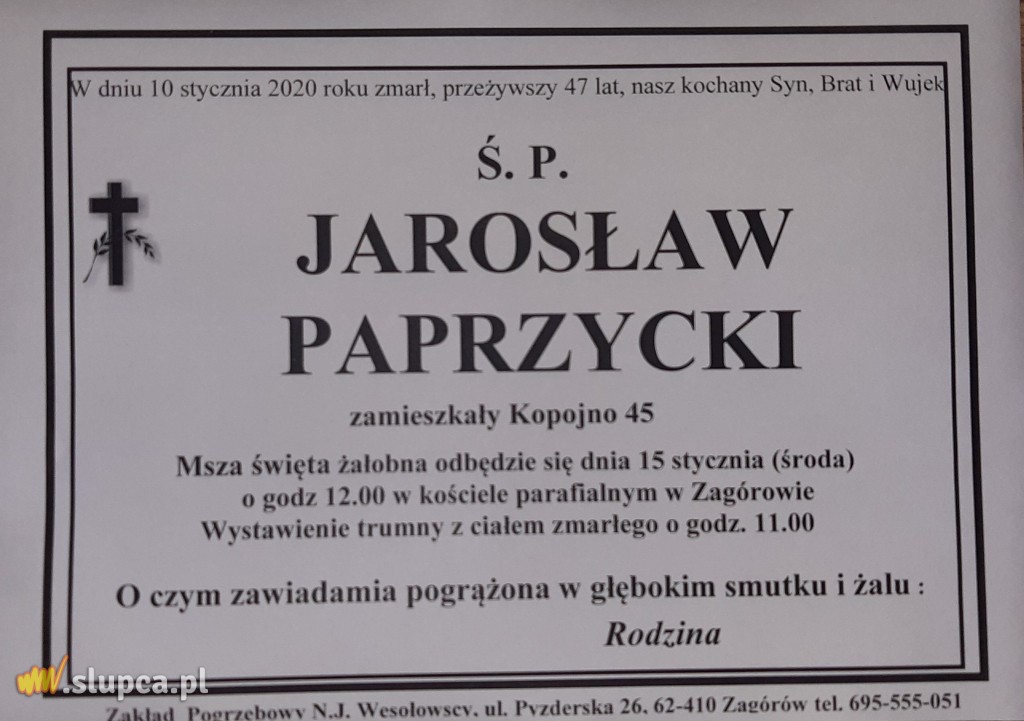 W dniu 10 stycznia 2020 roku zmarł, przeżywszy 47 lat, nasz kochany Syn, Brat i Wujek
Ś. P.
JAROSŁAW
PAPRZYCKI
zamieszkały Kopojno 45
Msza święta żałobna odbędzie się dnia 15 stycznia (środa)
o godz 12.00 w kościele parafialnym w Zagórowie
Wystawienie trumny z ciałem zmarłego o godz. 11.00
O czym zawiadamia pogrążona w głębokim smutku i żalu :
Rodzina
www.slupca.pl
Zakład Pogrzebowy N.J. Wesołowscy, ul. Pyzderska 26, 62-410 Zagórów tel. 695-555-051